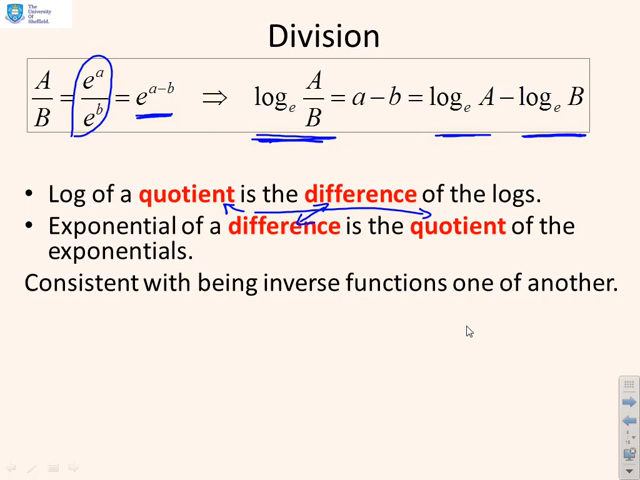 The University Of Sheffield.
Division
A/B = e^a/e^b = e^{a−b} ⇒ log_e A/B = a − b = log_e A − log_e B
• Log of a quotient is the difference of the logs.
• Exponential of a difference is the quotient of the
exponentials.
Consistent with being inverse functions one of another.